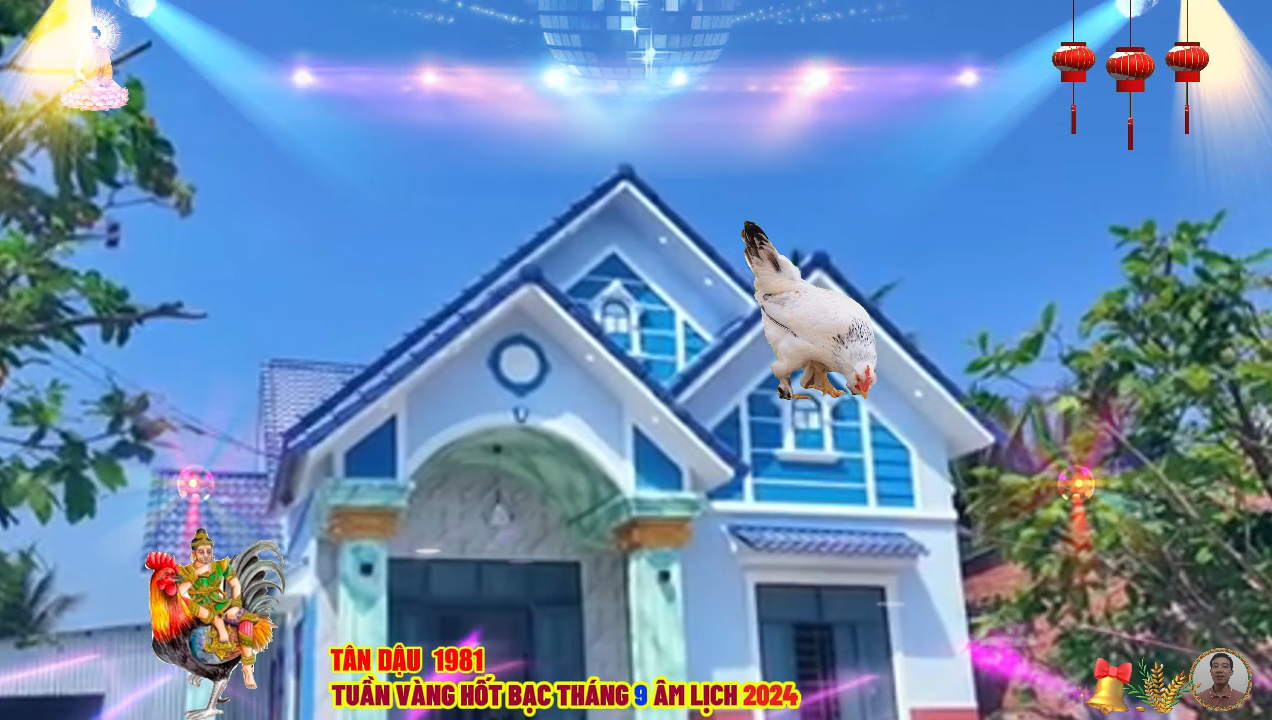 TÂN DẬU 1981
TUẦN VÀNG HỐT BẠC THÁNG 9 ÂM LỊCH 2024